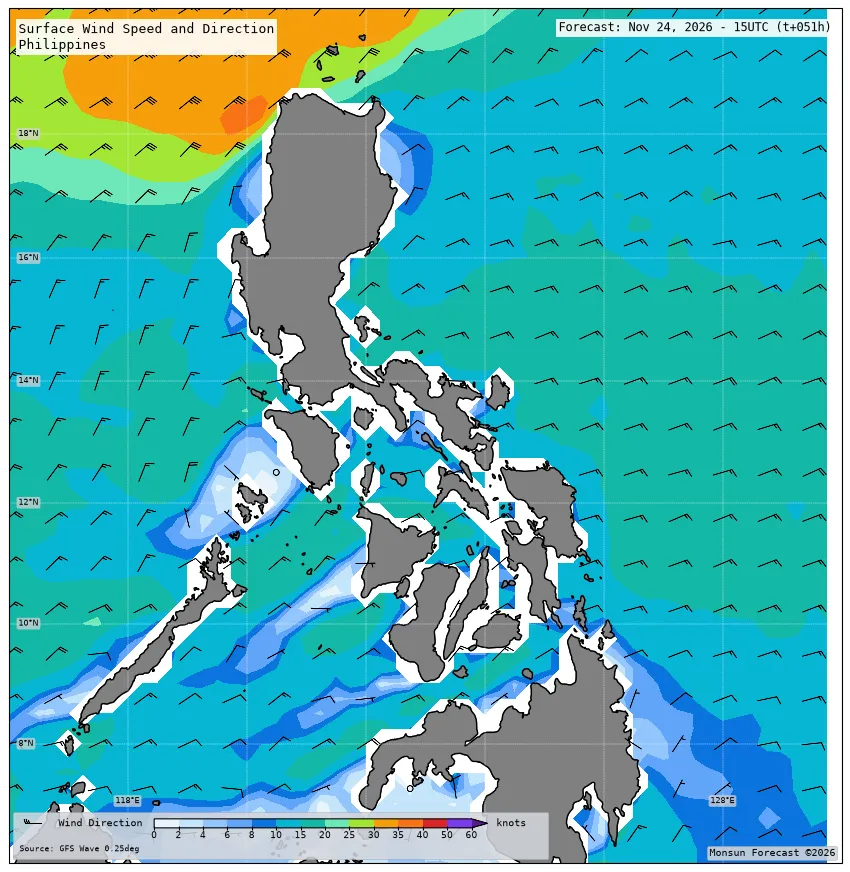 Surface Wind Speed and Direction
Philippines
Forecast: Nov 24, 2026 - 15UTC (t+051h)
18°N
16°N
14°N
12°N
10°N
8°N
118°E
128°E
Wind Direction
0 2 4 6 8 10 15 20 25 30 35 40 50 60
knots
Source: GFS Wave 0.25deg
Monsun Forecast ©2026